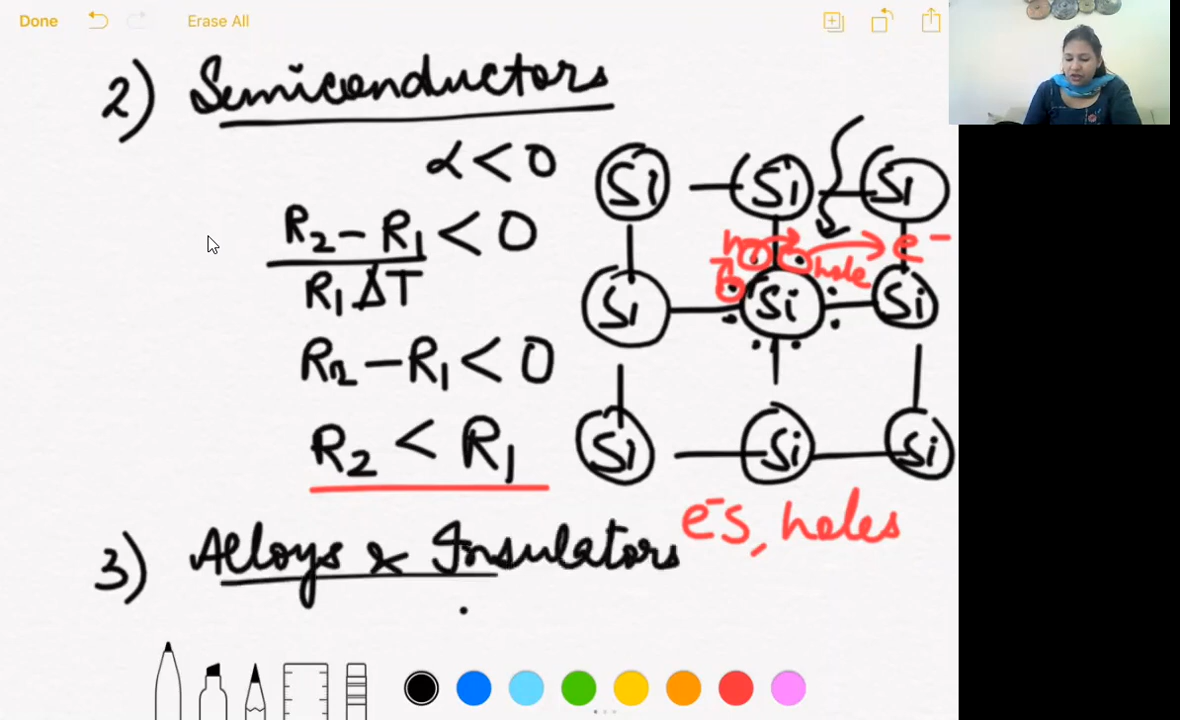 Done Erase All
2) Semiconductors
α < 0
R2 - R1 / R1 ΔT < 0
R2 - R1 < 0
R2 < R1
Si Si Si
hole e-
Si Si Si
Si Si Si
e-s, holes
3) Alloys & Insulators